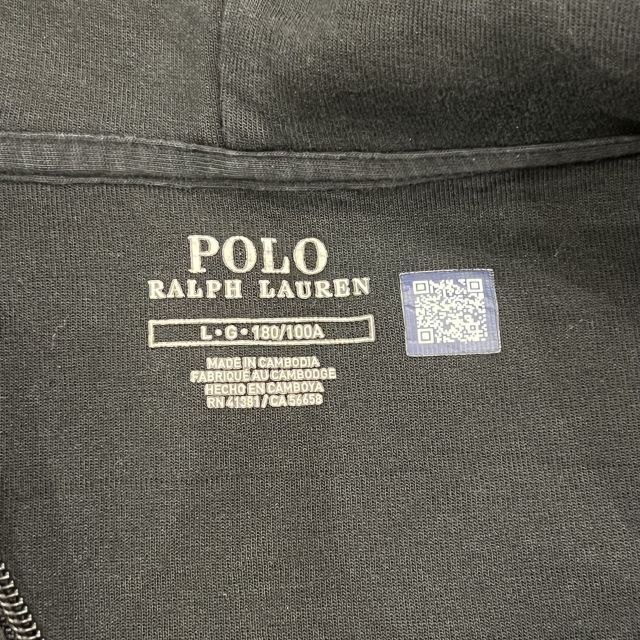 POLO
RALPH LAUREN
L • G • 180/100A
MADE IN CAMBODIA
FABRIQUE AU CAMBODGE
HECHO EN CAMBOYA
RN 41381 / CA 56658